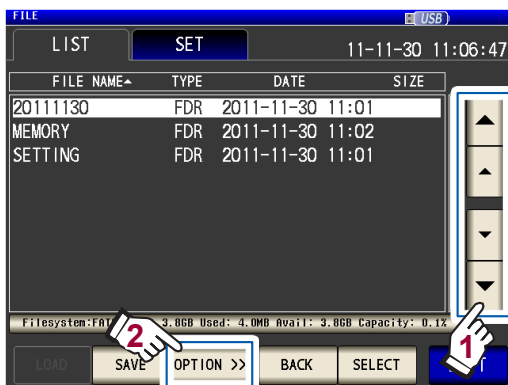 FILE USB
LIST SET 11-11-30 11:06:47
FILE NAME TYPE DATE SIZE
20111130 FDR 2011-11-30 11:01
MEMORY FDR 2011-11-30 11:02
SETTING FDR 2011-11-30 11:01
Filesystem:FAT 3.8GB Used: 4.0MB Avail: 3.8GB Capacity: 0.1%
2 1
LOAD SAVE OPTION >> BACK SELECT